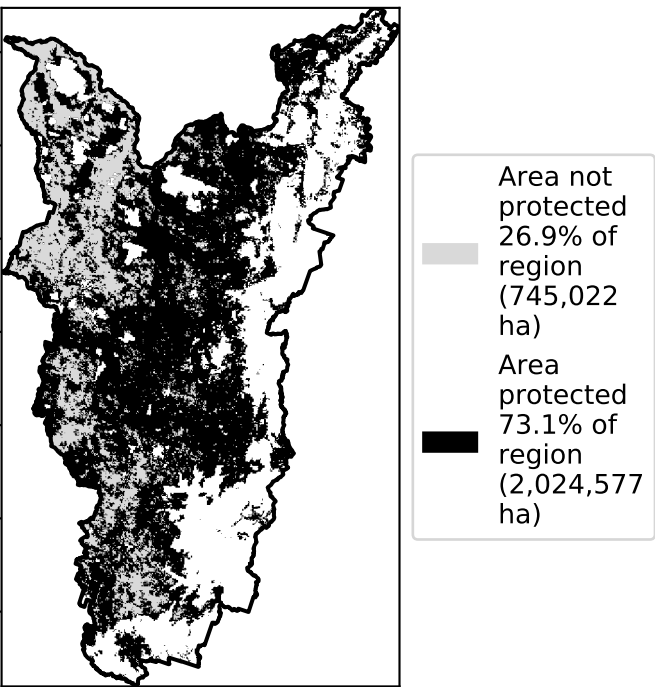 Area not
protected
26.9% of
region
(745,022
ha)
Area
protected
73.1% of
region
(2,024,577
ha)